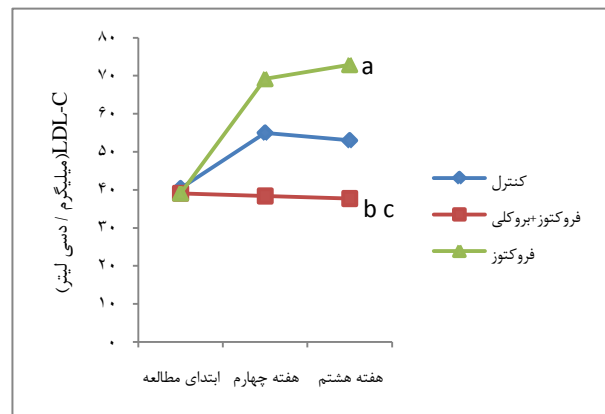 LDL-C(میلیگرم / دسی لیتر)
۸۰
۷۰
۶۰
۵۰
۴۰
۳۰
۲۰
۱۰
۰
a
b c
ابتدای مطالعه
هفته چهارم
هفته هشتم
کنترل
فروکتوز+بروکلی
فروکتوز